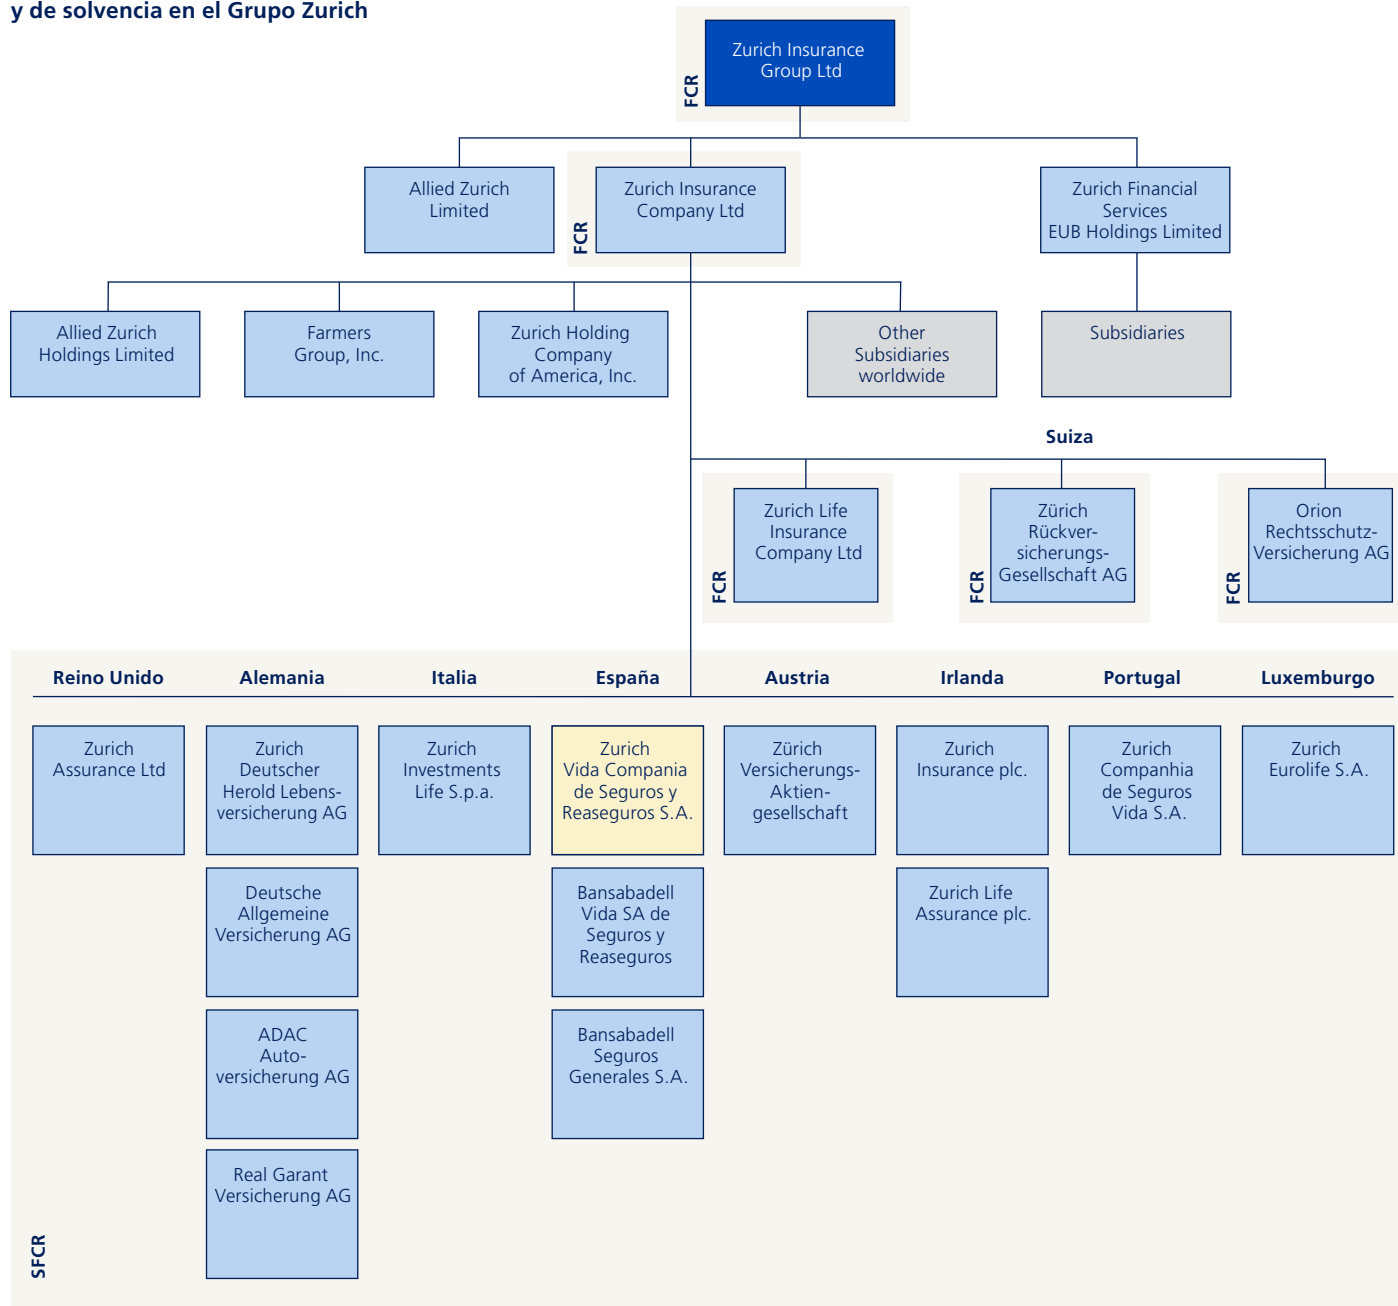 y de solvencia en el Grupo Zurich
Zurich Insurance
Group Ltd
FCR
Allied Zurich
Limited
Zurich Insurance
Company Ltd
FCR
Zurich Financial
Services
EUB Holdings Limited
Allied Zurich
Holdings Limited
Farmers
Group, Inc.
Zurich Holding
Company
of America, Inc.
Other
Subsidiaries
worldwide
Subsidiaries
Suiza
Zurich Life
Insurance
Company Ltd
FCR
Zürich
Rückver-
sicherungs-
Gesellschaft AG
FCR
Orion
Rechtsschutz-
Versicherung AG
FCR
Reino Unido
Alemania
Italia
España
Austria
Irlanda
Portugal
Luxemburgo
Zurich
Assurance Ltd
Zurich
Deutscher
Herold Lebens-
versicherung AG
Zurich
Investments
Life S.p.a.
Zurich
Vida Compania
de Seguros y
Reaseguros S.A.
Zürich
Versicherungs-
Aktien-
gesellschaft
Zurich
Insurance plc.
Zurich
Companhia
de Seguros
Vida S.A.
Zurich
Eurolife S.A.
Deutsche
Allgemeine
Versicherung AG
Bansabadell
Vida SA de
Seguros y
Reaseguros
Zurich Life
Assurance plc.
ADAC
Auto-
versicherung AG
Bansabadell
Seguros
Generales S.A.
Real Garant
Versicherung AG
SFCR